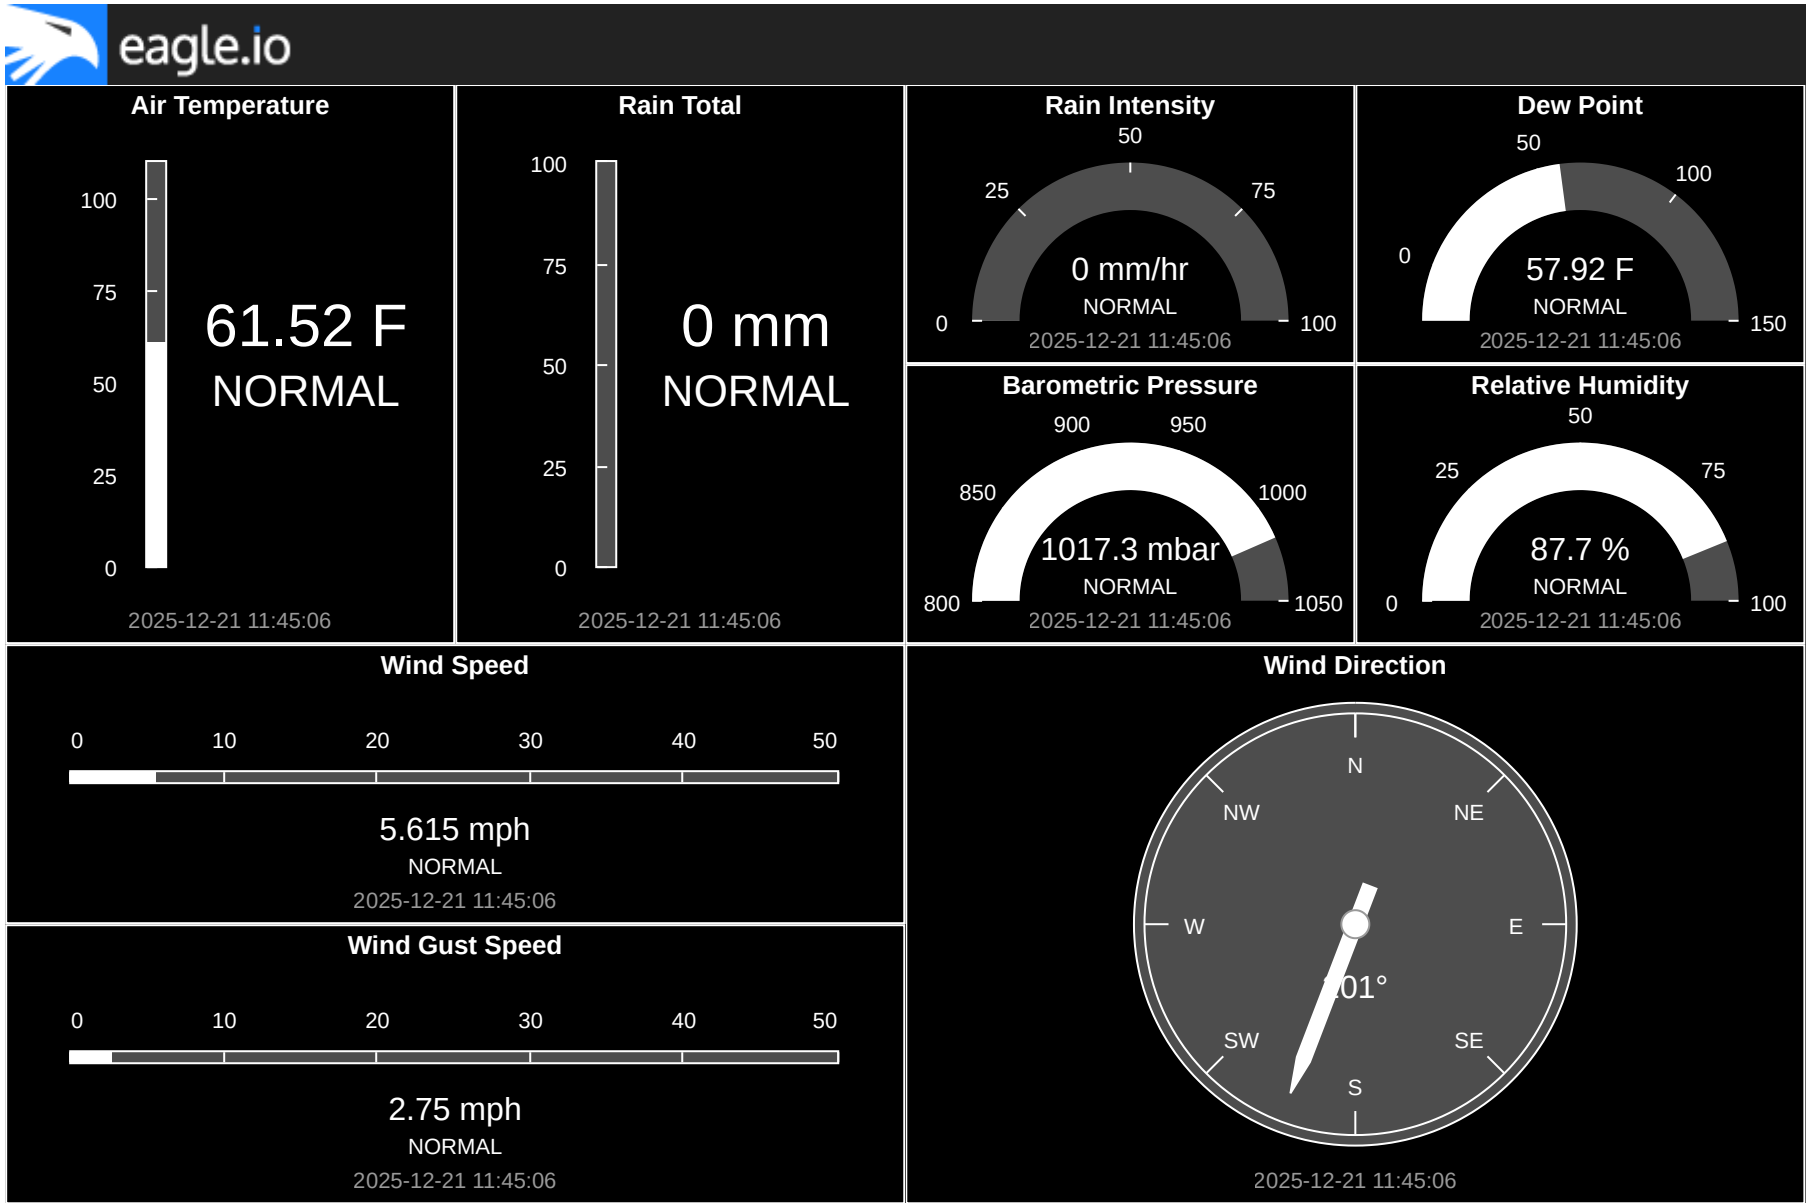 eagle.io
Air Temperature
100
75
50
25
0
61.52 F
NORMAL
2025-12-21 11:45:06
Rain Total
100
75
50
25
0
0 mm
NORMAL
2025-12-21 11:45:06
Rain Intensity
0
25
50
75
100
0 mm/hr
NORMAL
2025-12-21 11:45:06
Dew Point
0
50
100
150
57.92 F
NORMAL
2025-12-21 11:45:06
Barometric Pressure
800
850
900
950
1000
1050
1017.3 mbar
NORMAL
2025-12-21 11:45:06
Relative Humidity
0
25
50
75
100
87.7 %
NORMAL
2025-12-21 11:45:06
Wind Speed
0 10 20 30 40 50
5.615 mph
NORMAL
2025-12-21 11:45:06
Wind Gust Speed
0 10 20 30 40 50
2.75 mph
NORMAL
2025-12-21 11:45:06
Wind Direction
N
NW NE
W E
SW SE
S
2025-12-21 11:45:06